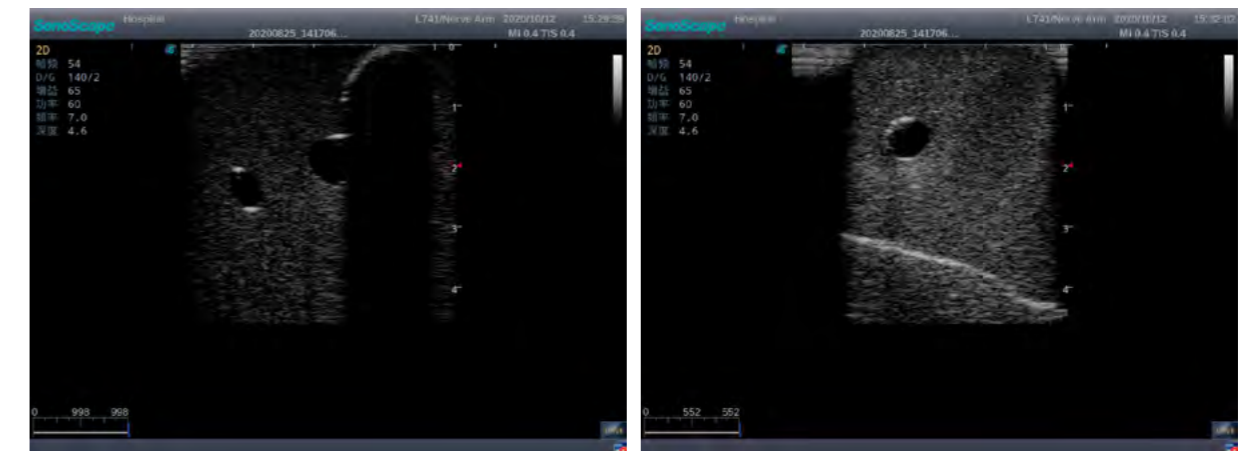 SonoScape Hospital L741/Nerve Arm 2020/10/12 15:29:29
20200825_141706... MI 0.4 TIS 0.4
2D
帧频 54
D/G 140/2
增益 65
功率 60
频率 7.0
深度 4.6
0
1
2
3
4
0 998 998
SonoScape Hospital L741/Nerve Arm 2020/10/12
20200825_141706... MI 0.4 TIS 0.4
2D
帧频 54
D/G 140/2
增益 65
功率 60
频率 7.0
深度 4.6
1
2
3
4
0 552 552